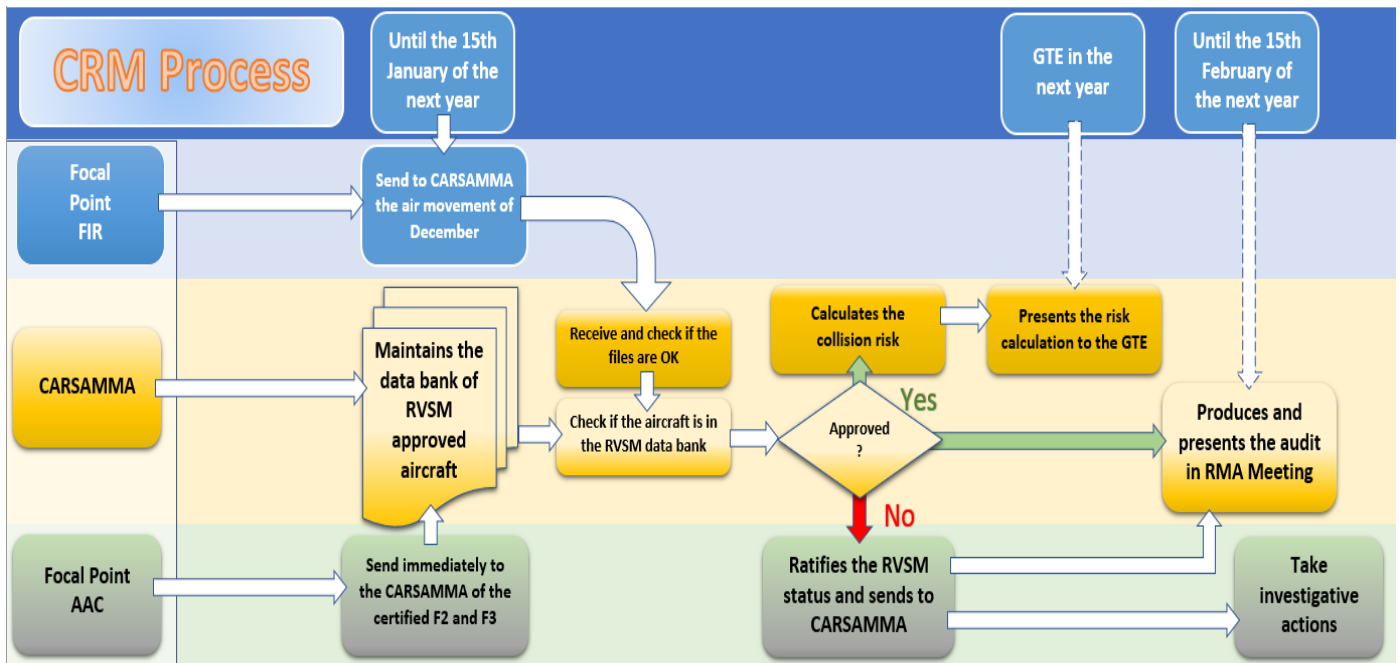 CRM Process
Until the 15th
January of the
next year
GTE in the
next year
Until the 15th
February of
the next year
Focal
Point
FIR
Send to CARSAMMA
the air movement of
December
CARSAMMA
Maintains the
data bank of
RVSM
approved
aircraft
Receive and check if the
files are OK
Check if the aircraft is in
the RVSM data bank
Calculates the
collision risk
Presents the risk
calculation to the GTE
Approved
?
Yes
No
Produces and
presents the audit
in RMA Meeting
Focal Point
AAC
Send immediately to
the CARSAMMA of the
certified F2 and F3
Ratifies the RVSM
status and sends to
CARSAMMA
Take
investigative
actions